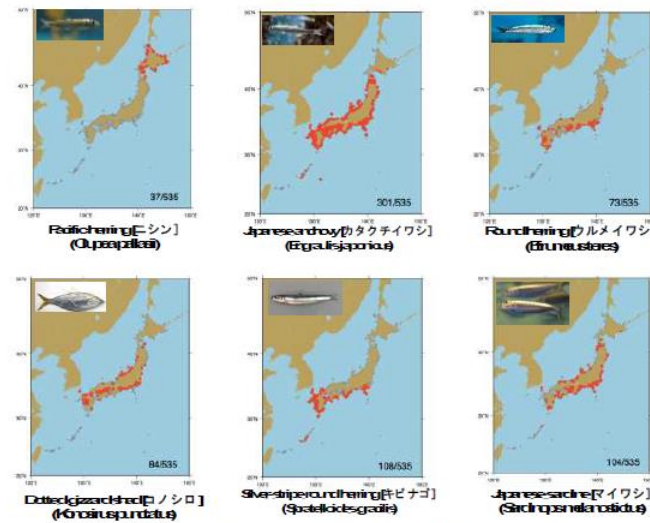 37/535
301/535
73/535
Pacific herring [ニシン]
(Clupea pallasii)
Japanese anchovy [カタクチイワシ]
(Engraulis japonicus)
Round herring [ウルメイワシ]
(Etrumeus teres)
84/535
108/535
104/535
Dotted gizzard shad [コノシロ]
(Konosirus punctatus)
Silver-stripe round herring [キビナゴ]
(Spratelloides gracilis)
Japanese sardine [マイワシ]
(Sardinops melanostictus)